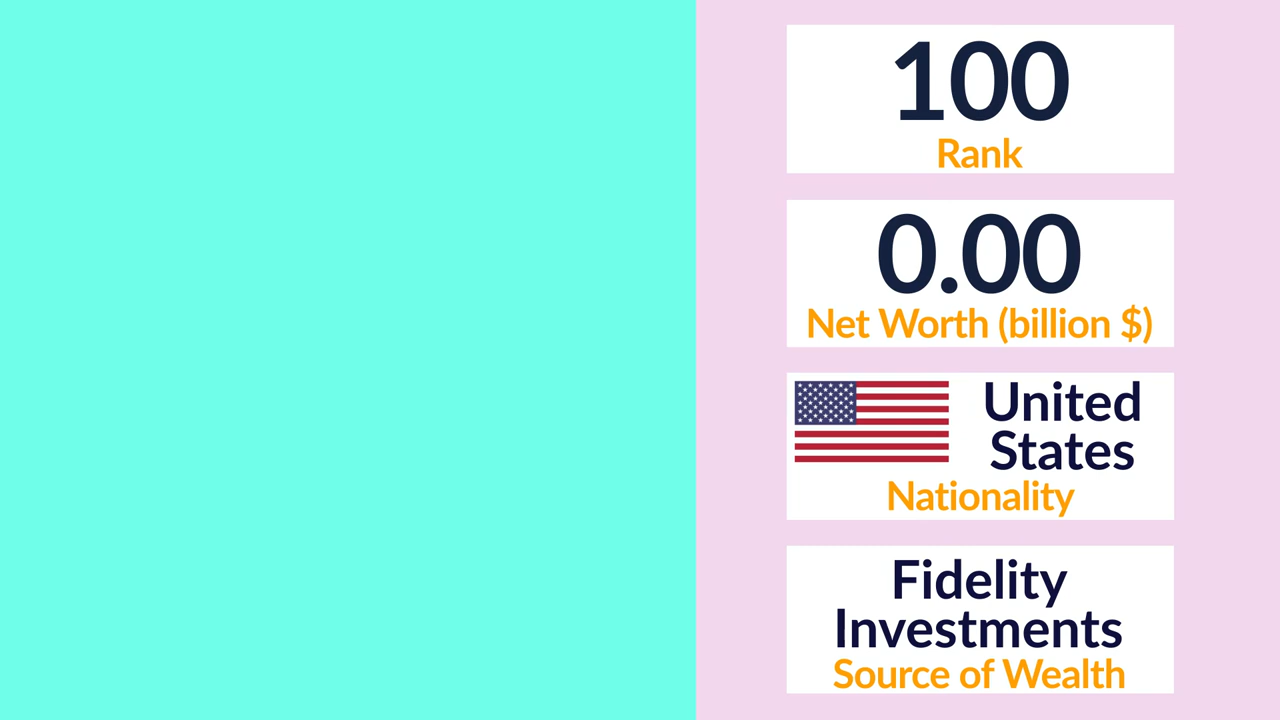 100
Rank
0.00
Net Worth (billion $)
United
States
Nationality
Fidelity
Investments
Source of Wealth